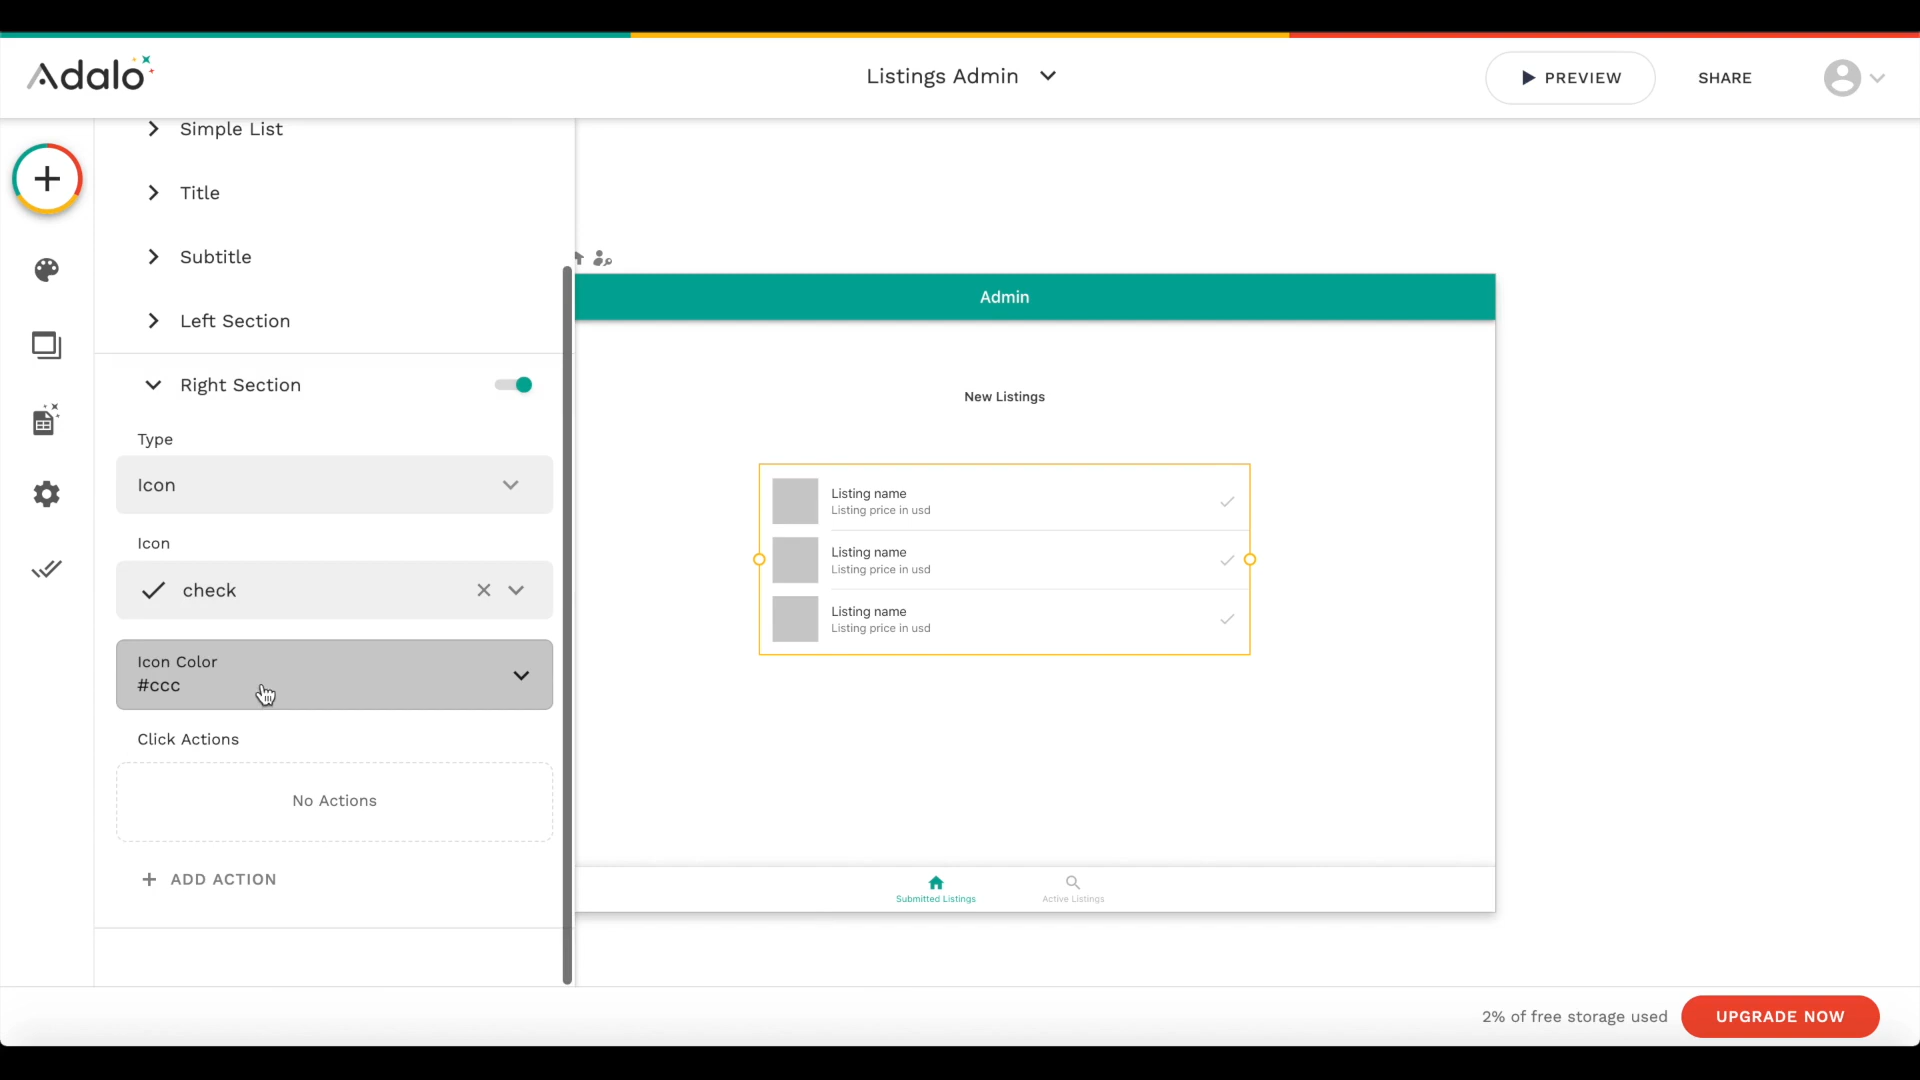 Adalo
Listings Admin
PREVIEW
SHARE
Simple List
Title
Subtitle
Left Section
Right Section
Type
Icon
Icon
check
Icon Color
#ccc
Click Actions
No Actions
+ ADD ACTION
Admin
New Listings
Listing name
Listing price in usd
Listing name
Listing price in usd
Listing name
Listing price in usd
Submitted Listings
Active Listings
2% of free storage used
UPGRADE NOW